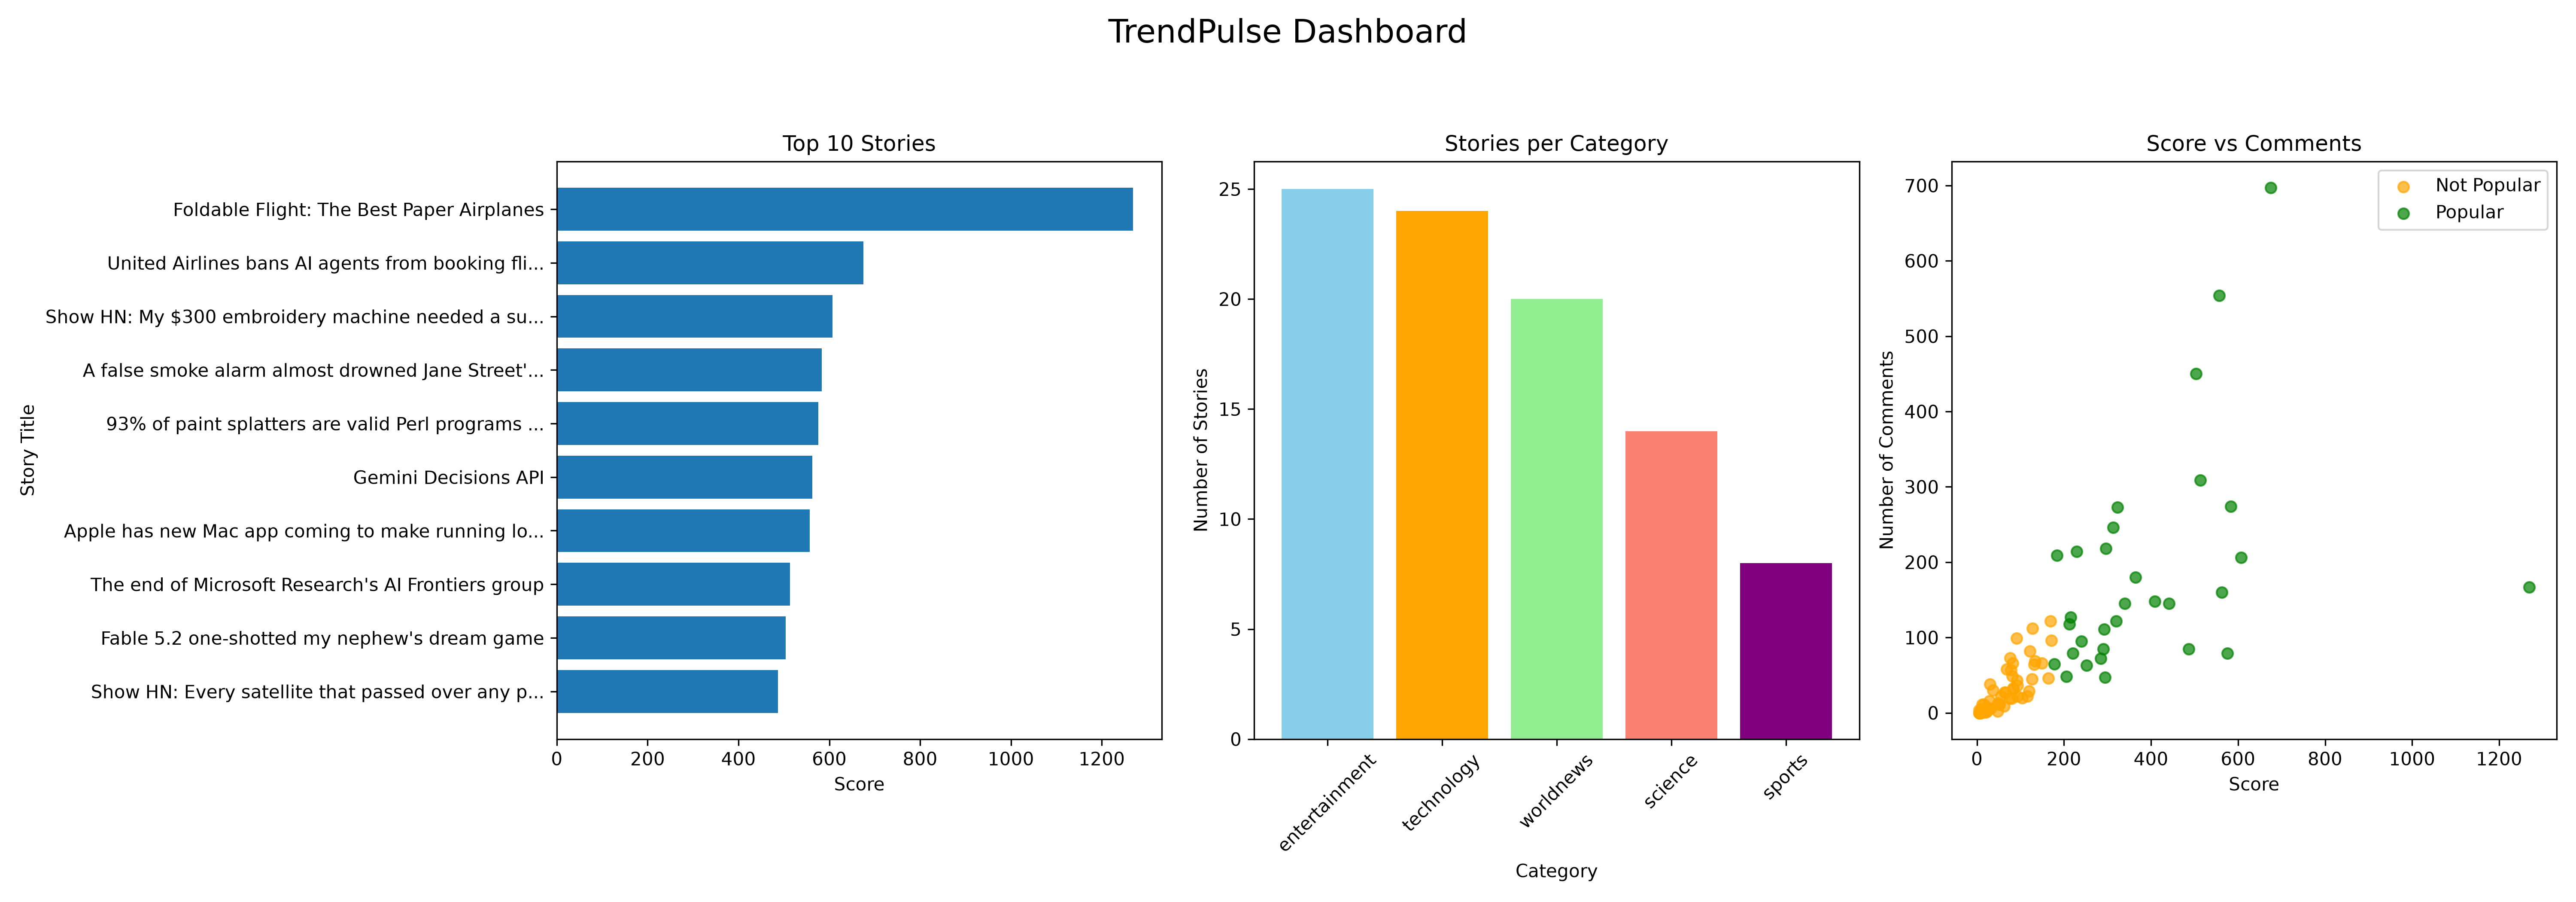 TrendPulse Dashboard
Top 10 Stories
Story Title
Foldable Flight: The Best Paper Airplanes
United Airlines bans AI agents from booking fli...
Show HN: My $300 embroidery machine needed a su...
A false smoke alarm almost drowned Jane Street'...
93% of paint splatters are valid Perl programs ...
Gemini Decisions API
Apple has new Mac app coming to make running lo...
The end of Microsoft Research's AI Frontiers group
Fable 5.2 one-shotted my nephew's dream game
Show HN: Every satellite that passed over any p...
0 200 400 600 800 1000 1200
Score
Stories per Category
Number of Stories
25
20
15
10
5
0
entertainment
technology
worldnews
science
sports
Category
Score vs Comments
Not Popular
Popular
Number of Comments
700
600
500
400
300
200
100
0
0 200 400 600 800 1000 1200
Score